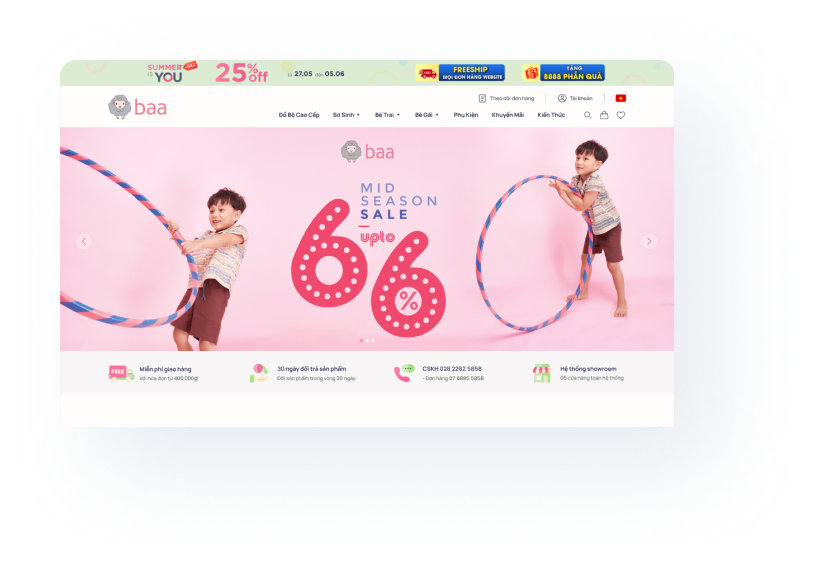 SUMMER SALE
IS YOU
25% off
từ 27.05 đến 05.06
FREESHIP
MỌI ĐƠN HÀNG WEBSITE
TẶNG
8888 PHẦN QUÀ
baa
Theo dõi đơn hàng
Tài khoản
Đồ Bộ Cao Cấp
Sơ Sinh
Bé Trai
Bé Gái
Phụ Kiện
Khuyến Mãi
Kiến Thức
baa
MID
SEASON
SALE
upto
66%
FREE
Miễn phí giao hàng
Với hóa đơn từ 400.000₫
30 ngày đổi trả sản phẩm
Đổi sản phẩm trong vòng 30 ngày
CSKH 028 2262 5858
- Đơn hàng 97 6886 5858
Hệ thống showroom
05 cửa hàng toàn hệ thống